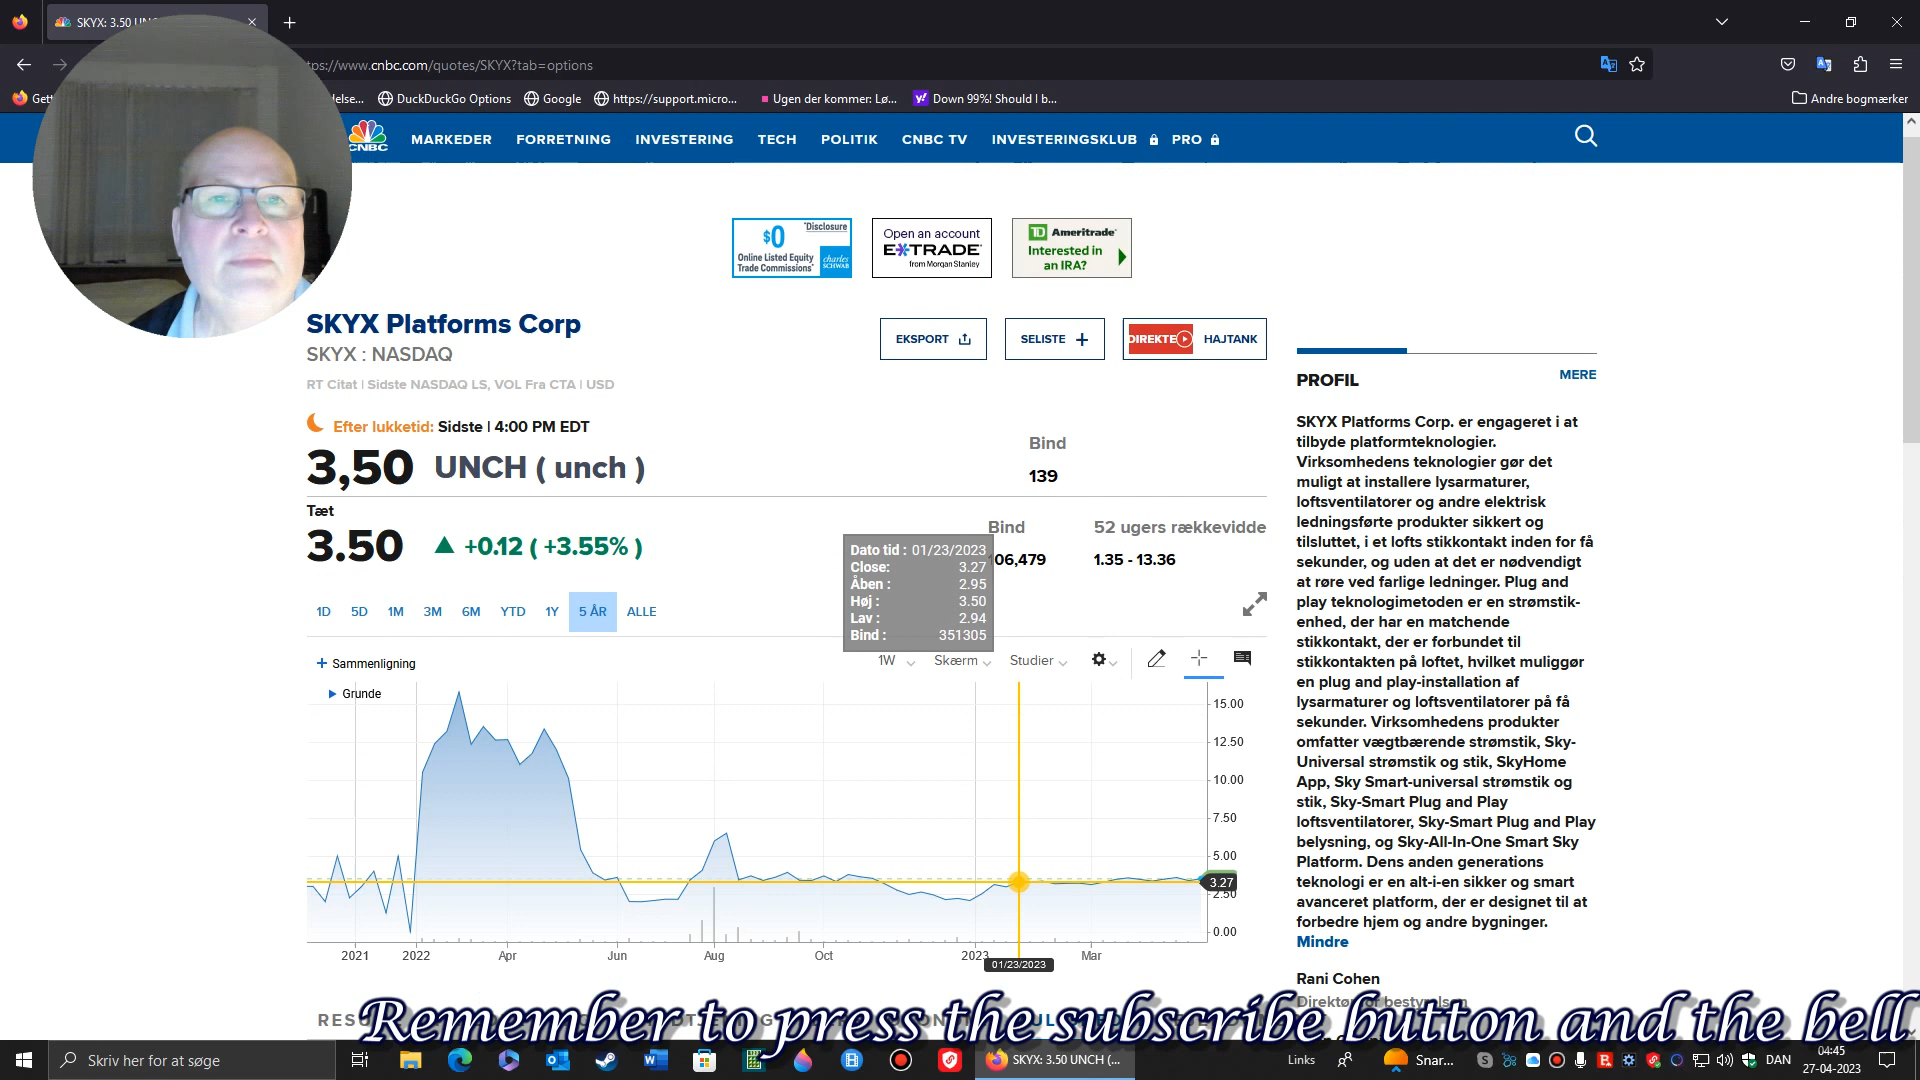 SKYX: 3.50 UNC
ps://www.cnbc.com/quotes/SKYX?tab=options
Gett
delse...
DuckDuckGo Options
Google
https://support.micro...
Ugen der kommer: Lø...
Down 99%! Should I b...
Andre bogmærker
CNBC
MARKEDER
FORRETNING
INVESTERING
TECH
POLITIK
CNBC TV
INVESTERINGSKLUB
PRO
*Disclosure
$0
Online Listed Equity
Trade Commissions*
charles
SCHWAB
Open an account
E*TRADE
from Morgan Stanley
TD Ameritrade
Interested in
an IRA?
SKYX Platforms Corp
SKYX : NASDAQ
RT Citat | Sidste NASDAQ LS, VOL Fra CTA | USD
EKSPORT
SELISTE +
DIREKTE
HAJTANK
Efter lukketid: Sidste | 4:00 PM EDT
3,50 UNCH ( unch )
Bind
139
Tæt
3.50 +0.12 ( +3.55% )
Bind
106,479
52 ugers rækkevidde
1.35 - 13.36
Dato tid : 01/23/2023
Close: 3.27
Åben : 2.95
Høj : 3.50
Lav : 2.94
Bind : 351305
1D 5D 1M 3M 6M YTD 1Y 5 ÅR ALLE
+ Sammenligning
1W
Skærm
Studier
Grunde
15.00
12.50
10.00
7.50
5.00
3.27
2.50
0.00
2021 2022 Apr Jun Aug Oct 2023 Mar
01/23/2023
PROFIL
MERE
SKYX Platforms Corp. er engageret i at
tilbyde platformteknologier.
Virksomhedens teknologier gør det
muligt at installere lysarmaturer,
loftsventilatorer og andre elektrisk
ledningsførte produkter sikkert og
tilsluttet, i et lofts stikkontakt inden for få
sekunder, og uden at det er nødvendigt
at røre ved farlige ledninger. Plug and
play teknologimetoden er en strømstik-
enhed, der har en matchende
stikkontakt, der er forbundet til
stikkontakten på loftet, hvilket muliggør
en plug and play-installation af
lysarmaturer og loftsventilatorer på få
sekunder. Virksomhedens produkter
omfatter vægtbærende strømstik, Sky-
Universal strømstik og stik, SkyHome
App, Sky Smart-universal strømstik og
stik, Sky-Smart Plug and Play
loftsventilatorer, Sky-Smart Plug and Play
belysning, og Sky-All-In-One Smart Sky
Platform. Dens anden generations
teknologi er en alt-i-en sikker og smart
avanceret platform, der er designet til at
forbedre hjem og andre bygninger.
Mindre
Rani Cohen
Direktør for bestyrelsen
Remember to press the subscribe button and the bell
Skriv her for at søge
SKYX: 3.50 UNCH (...
Links
Snar...
DAN
04:45
27-04-2023